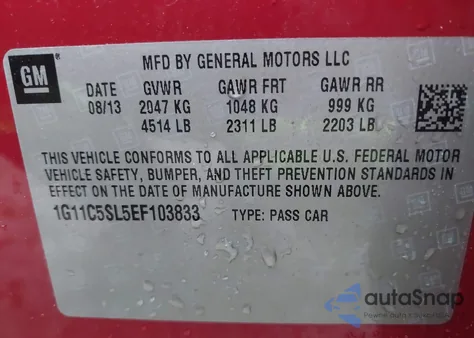 GM
MFD BY GENERAL MOTORS LLC
DATE GVWR GAWR FRT GAWR RR
08/13 2047 KG 1048 KG 999 KG
4514 LB 2311 LB 2203 LB
THIS VEHICLE CONFORMS TO ALL APPLICABLE U.S. FEDERAL MOTOR
VEHICLE SAFETY, BUMPER, AND THEFT PREVENTION STANDARDS IN
EFFECT ON THE DATE OF MANUFACTURE SHOWN ABOVE.
1G11C5SL5EF103833 TYPE: PASS CAR
autoSnap